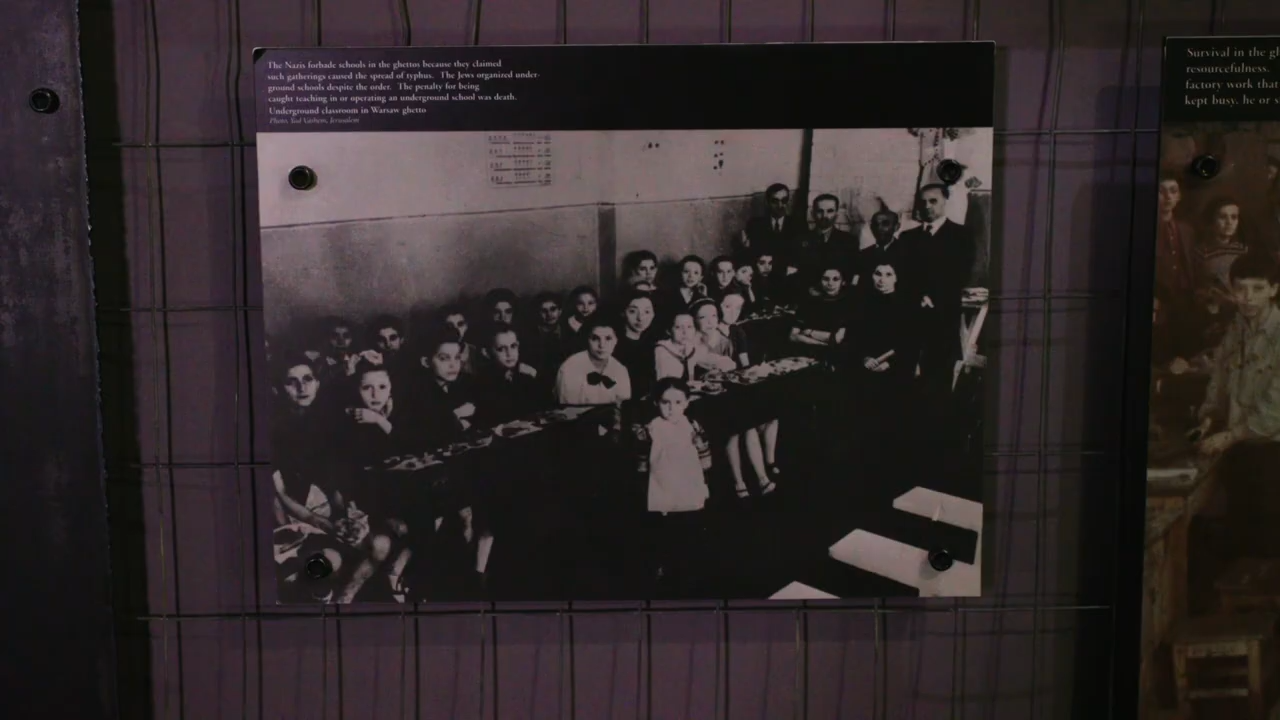 The Nazis forbade schools in the ghettos because they claimed
such gatherings caused the spread of typhus. The Jews organized under-
ground schools despite the order. The penalty for being
caught teaching in or operating an underground school was death.
Underground classroom in Warsaw ghetto
Photo, Yad Vashem, Jerusalem
Survival in the gh
resourcefulness.
factory work that
kept busy, he or s